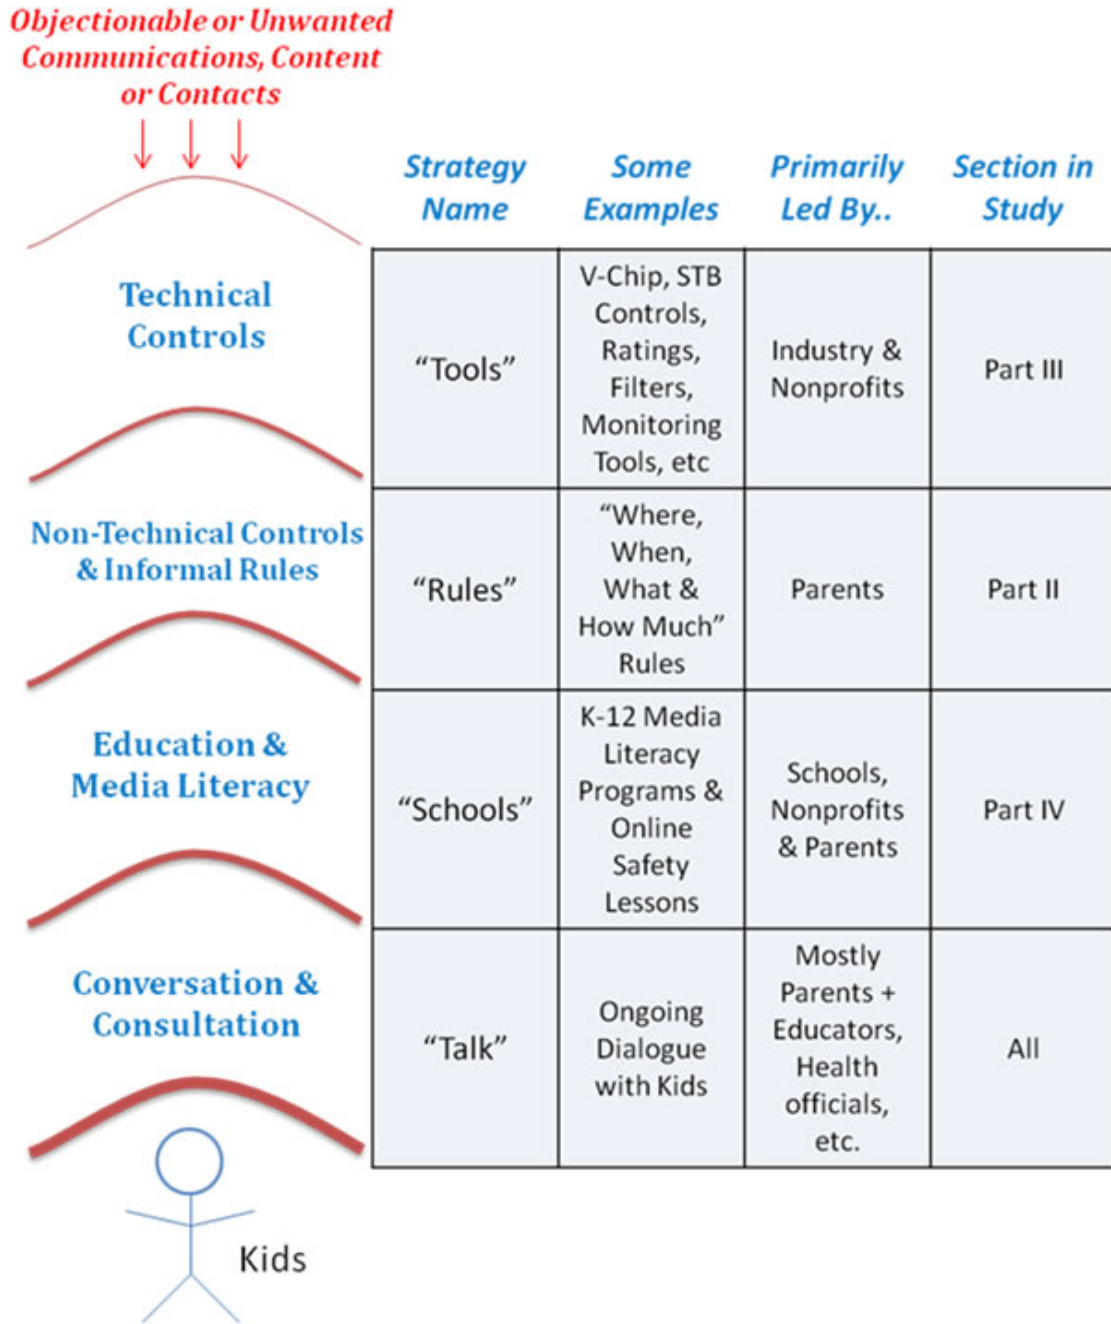 Objectionable or Unwanted
Communications, Content
or Contacts
Strategy
Name
Some
Examples
Primarily
Led By..
Section in
Study
Technical
Controls
“Tools”
V-Chip, STB
Controls,
Ratings,
Filters,
Monitoring
Tools, etc
Industry &
Nonprofits
Part III
Non-Technical Controls
& Informal Rules
“Rules”
“Where,
When,
What &
How Much”
Rules
Parents
Part II
Education &
Media Literacy
“Schools”
K-12 Media
Literacy
Programs &
Online
Safety
Lessons
Schools,
Nonprofits
& Parents
Part IV
Conversation &
Consultation
“Talk”
Ongoing
Dialogue
with Kids
Mostly
Parents +
Educators,
Health
officials,
etc.
All
Kids